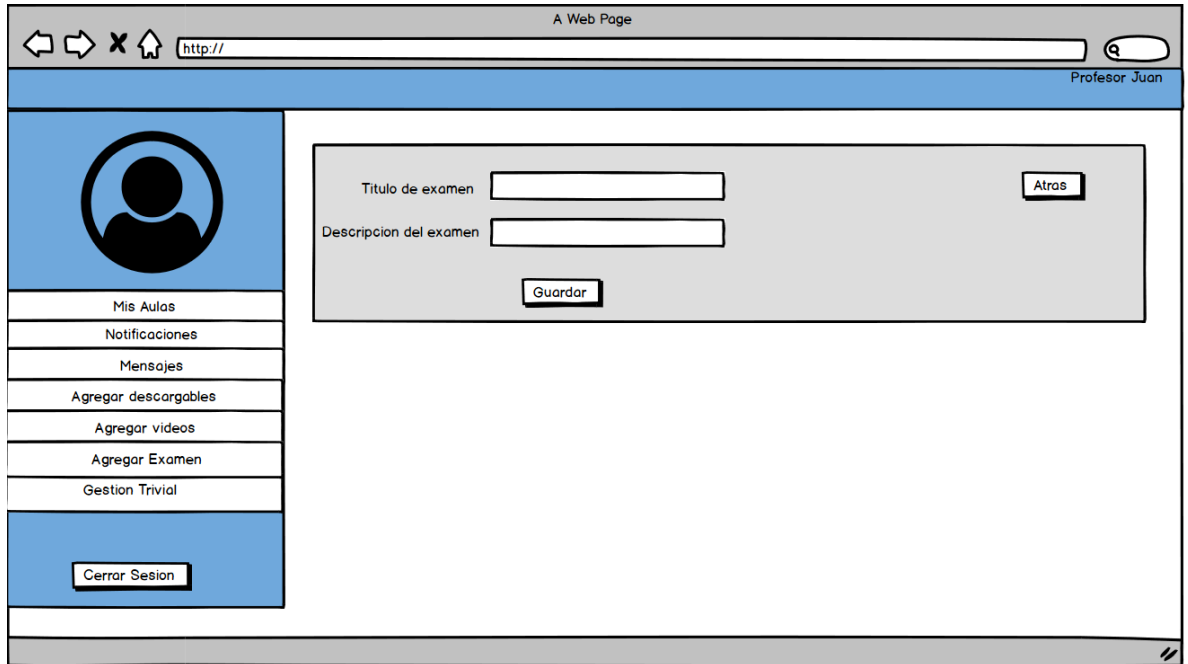 A Web Page
http://
Profesor Juan
Titulo de examen
Atras
Descripcion del examen
Guardar
Mis Aulas
Notificaciones
Mensajes
Agregar descargables
Agregar videos
Agregar Examen
Gestion Trivial
Cerrar Sesion